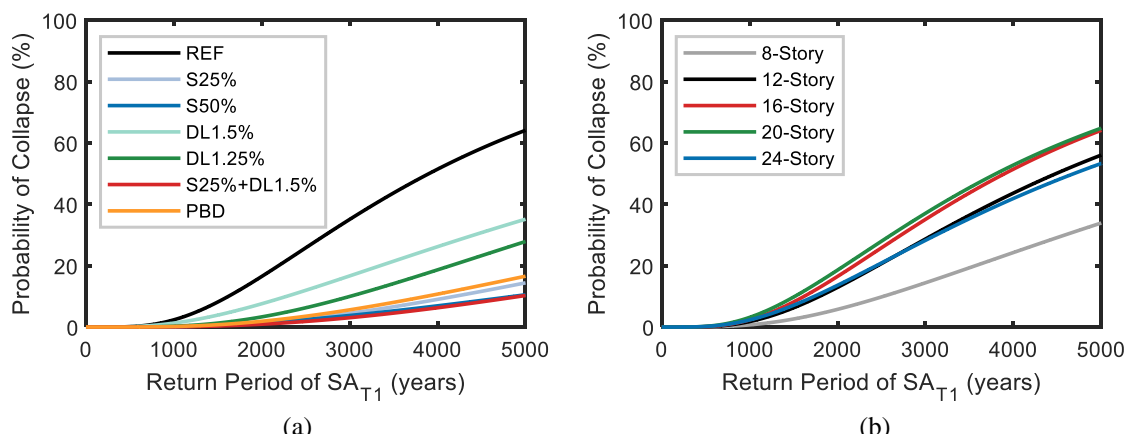 Probability of Collapse (%)
100
80
60
40
20
0
REF
S25%
S50%
DL1.5%
DL1.25%
S25%+DL1.5%
PBD
0 1000 2000 3000 4000 5000
Return Period of SA_T1 (years)
(a)
Probability of Collapse (%)
100
80
60
40
20
0
8-Story
12-Story
16-Story
20-Story
24-Story
0 1000 2000 3000 4000 5000
Return Period of SA_T1 (years)
(b)